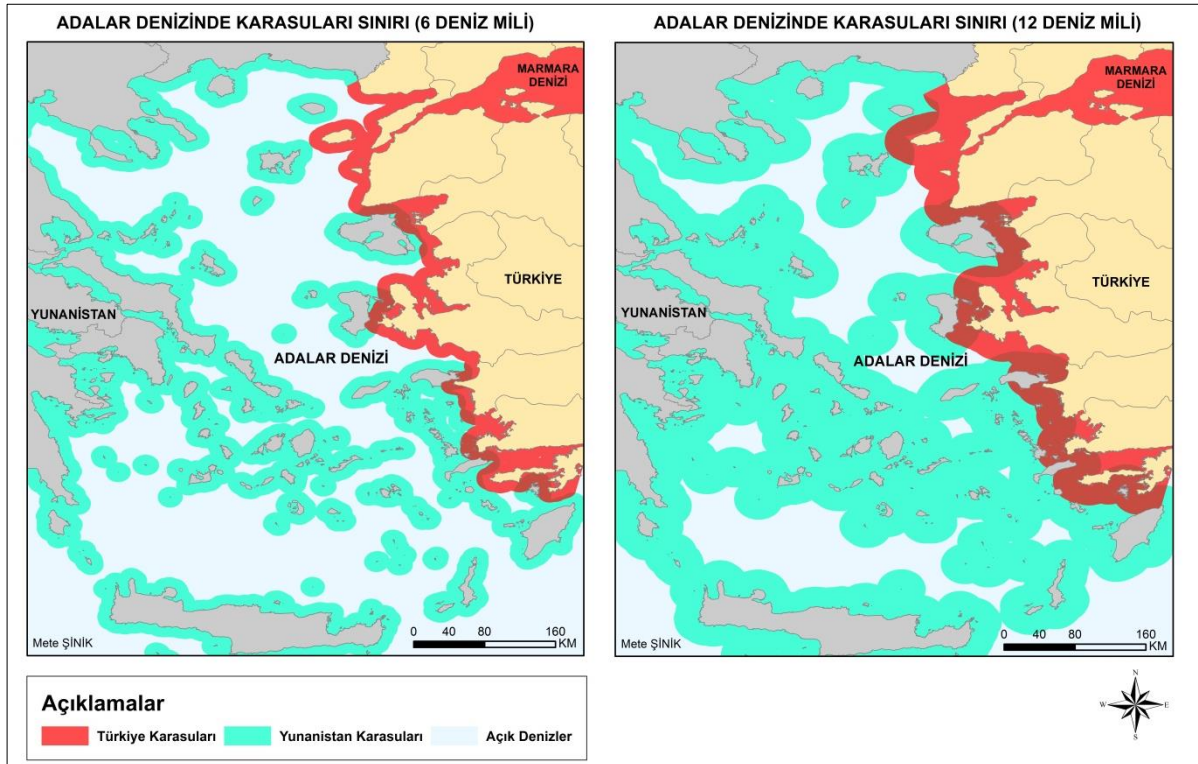 ADALAR DENİZİNDE KARASULARI SINIRI (6 DENİZ MİLİ)
MARMARA
DENİZİ
TÜRKİYE
YUNANİSTAN
ADALAR DENİZİ
Mete ŞİNİK
0 80 160
KM
ADALAR DENİZİNDE KARASULARI SINIRI (12 DENİZ MİLİ)
MARMARA
DENİZİ
TÜRKİYE
YUNANİSTAN
ADALAR DENİZİ
Mete ŞİNİK
0 80 160
KM
Açıklamalar
Türkiye Karasuları
Yunanistan Karasuları
Açık Denizler
N
W E
S